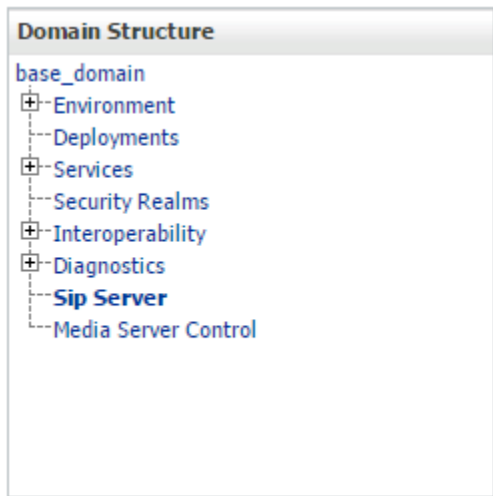 Domain Structure
base_domain
Environment
Deployments
Services
Security Realms
Interoperability
Diagnostics
Sip Server
Media Server Control